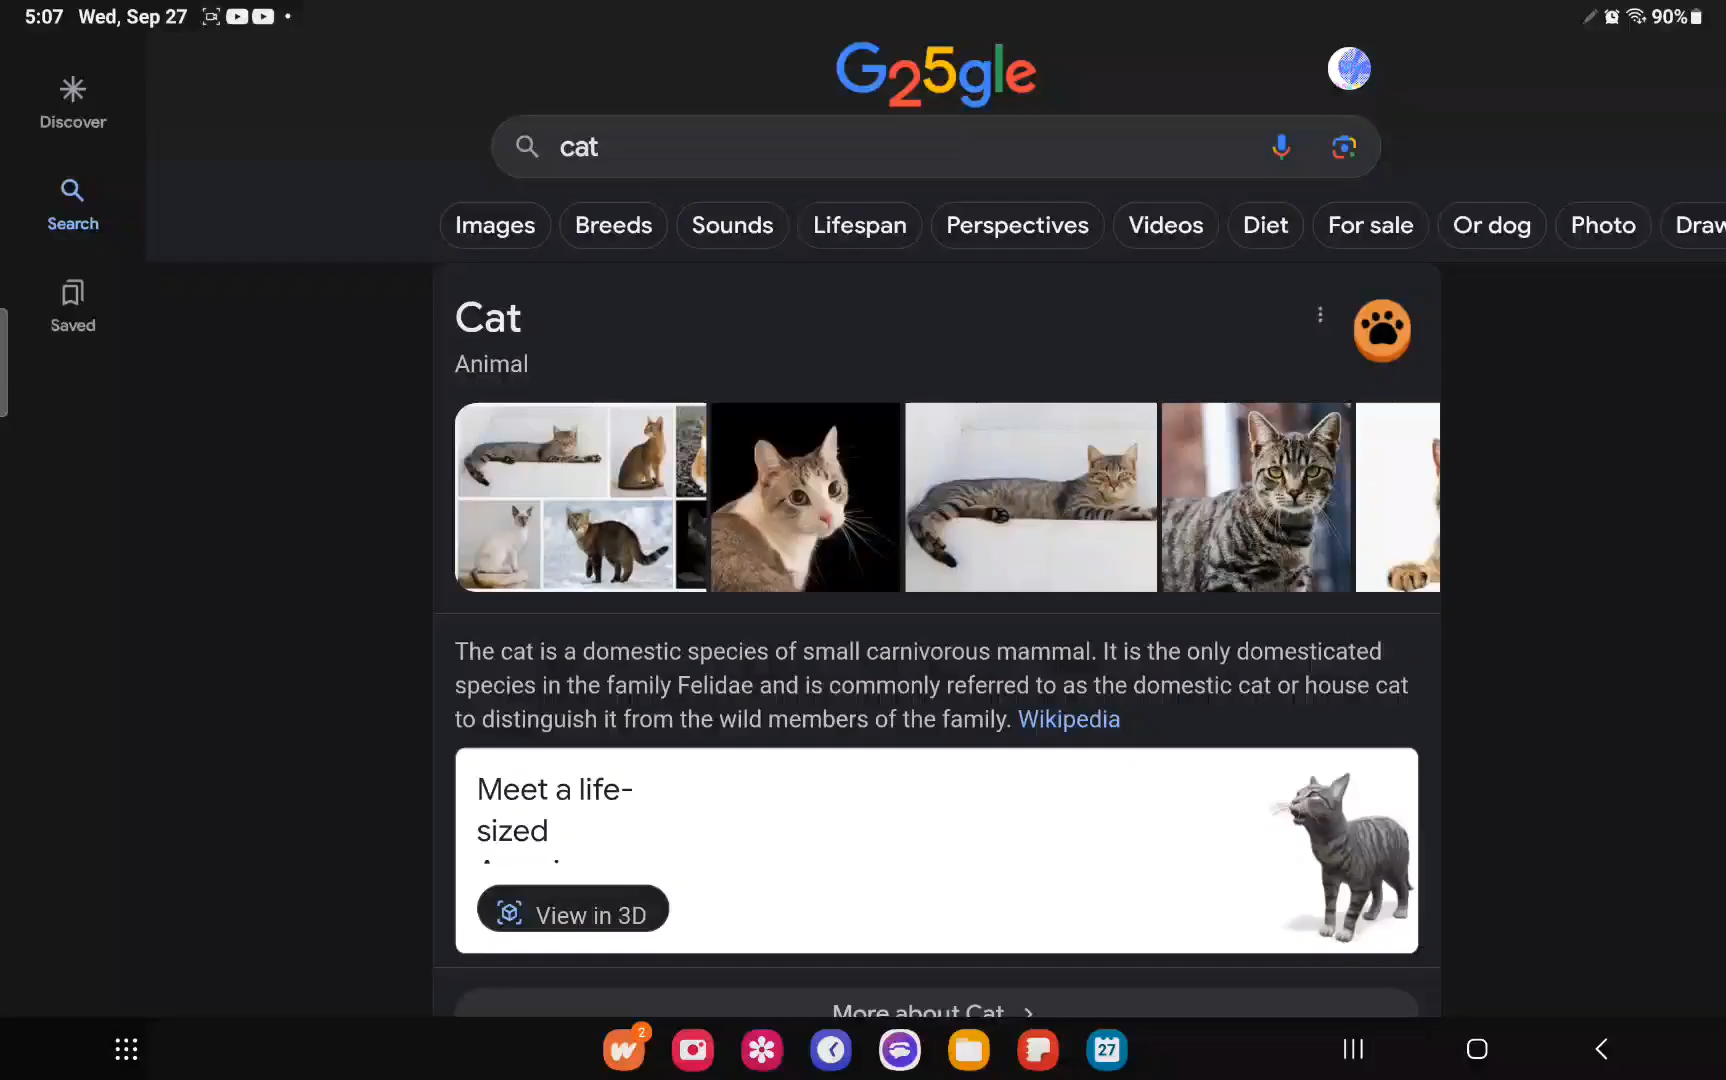 5:07 Wed, Sep 27
90%
G25gle
Discover
cat
Search
Images Breeds Sounds Lifespan Perspectives Videos Diet For sale Or dog Photo Draw
Saved
Cat
Animal
The cat is a domestic species of small carnivorous mammal. It is the only domesticated
species in the family Felidae and is commonly referred to as the domestic cat or house cat
to distinguish it from the wild members of the family. Wikipedia
Meet a life-
sized
View in 3D
More about Cat
2
27